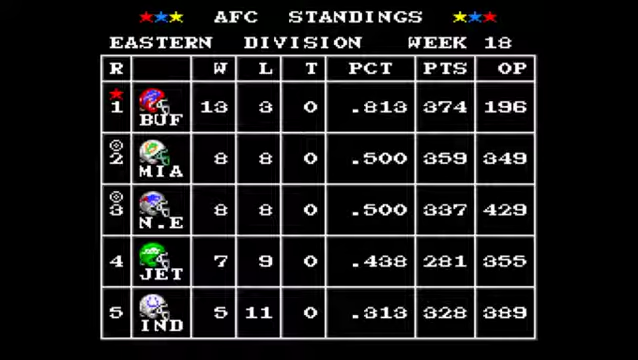 AFC STANDINGS
EASTERN DIVISION WEEK 18
R W L T PCT PTS OP
1 BUF 13 3 0 .813 374 196
2 MIA 8 8 0 .500 359 349
3 N.E 8 8 0 .500 337 429
4 JET 7 9 0 .438 281 355
5 IND 5 11 0 .313 328 389